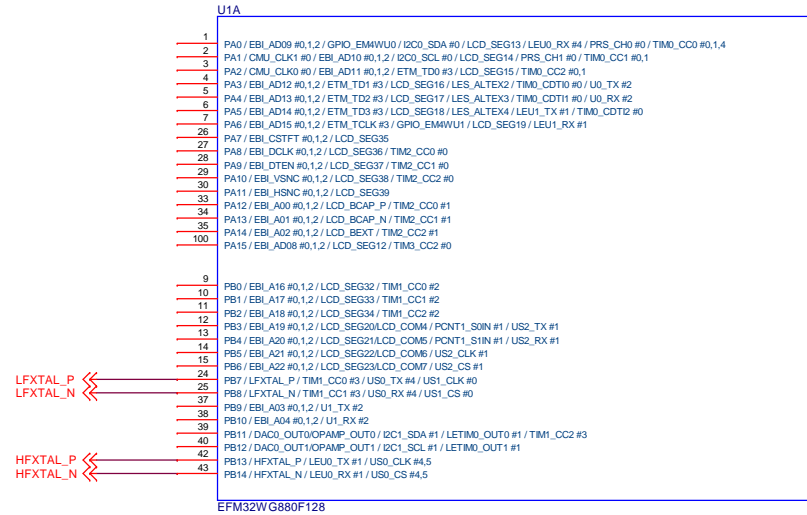 U1A
1 PA0 / EBI_AD09 #0,1,2 / GPIO_EM4WU0 / I2C0_SDA #0 / LCD_SEG13 / LEU0_RX #4 / PRS_CH0 #0 / TIM0_CC0 #0,1,4
2 PA1 / CMU_CLK1 #0 / EBI_AD10 #0,1,2 / I2C0_SCL #0 / LCD_SEG14 / PRS_CH1 #0 / TIM0_CC1 #0,1
3 PA2 / CMU_CLK0 #0 / EBI_AD11 #0,1,2 / ETM_TD0 #3 / LCD_SEG15 / TIM0_CC2 #0,1
4 PA3 / EBI_AD12 #0,1,2 / ETM_TD1 #3 / LCD_SEG16 / LES_ALTEX2 / TIM0_CDTI0 #0 / U0_TX #2
5 PA4 / EBI_AD13 #0,1,2 / ETM_TD2 #3 / LCD_SEG17 / LES_ALTEX3 / TIM0_CDTI1 #0 / U0_RX #2
6 PA5 / EBI_AD14 #0,1,2 / ETM_TD3 #3 / LCD_SEG18 / LES_ALTEX4 / LEU1_TX #1 / TIM0_CDTI2 #0
7 PA6 / EBI_AD15 #0,1,2 / ETM_TCLK #3 / GPIO_EM4WU1 / LCD_SEG19 / LEU1_RX #1
26 PA7 / EBI_CSTFT #0,1,2 / LCD_SEG35
27 PA8 / EBI_DCLK #0,1,2 / LCD_SEG36 / TIM2_CC0 #0
28 PA9 / EBI_DTEN #0,1,2 / LCD_SEG37 / TIM2_CC1 #0
29 PA10 / EBI_VSNC #0,1,2 / LCD_SEG38 / TIM2_CC2 #0
30 PA11 / EBI_HSNC #0,1,2 / LCD_SEG39
33 PA12 / EBI_A00 #0,1,2 / LCD_BCAP_P / TIM2_CC0 #1
34 PA13 / EBI_A01 #0,1,2 / LCD_BCAP_N / TIM2_CC1 #1
35 PA14 / EBI_A02 #0,1,2 / LCD_BEXT / TIM2_CC2 #1
100 PA15 / EBI_AD08 #0,1,2 / LCD_SEG12 / TIM3_CC2 #0
9 PB0 / EBI_A16 #0,1,2 / LCD_SEG32 / TIM1_CC0 #2
10 PB1 / EBI_A17 #0,1,2 / LCD_SEG33 / TIM1_CC1 #2
11 PB2 / EBI_A18 #0,1,2 / LCD_SEG34 / TIM1_CC2 #2
12 PB3 / EBI_A19 #0,1,2 / LCD_SEG20/LCD_COM4 / PCNT1_S0IN #1 / US2_TX #1
13 PB4 / EBI_A20 #0,1,2 / LCD_SEG21/LCD_COM5 / PCNT1_S1IN #1 / US2_RX #1
14 PB5 / EBI_A21 #0,1,2 / LCD_SEG22/LCD_COM6 / US2_CLK #1
15 PB6 / EBI_A22 #0,1,2 / LCD_SEG23/LCD_COM7 / US2_CS #1
LFXTAL_P 24 PB7 / LFXTAL_P / TIM1_CC0 #3 / US0_TX #4 / US1_CLK #0
LFXTAL_N 25 PB8 / LFXTAL_N / TIM1_CC1 #3 / US0_RX #4 / US1_CS #0
37 PB9 / EBI_A03 #0,1,2 / U1_TX #2
38 PB10 / EBI_A04 #0,1,2 / U1_RX #2
39 PB11 / DAC0_OUT0/OPAMP_OUT0 / I2C1_SDA #1 / LETIM0_OUT0 #1 / TIM1_CC2 #3
40 PB12 / DAC0_OUT1/OPAMP_OUT1 / I2C1_SCL #1 / LETIM0_OUT1 #1
HFXTAL_P 42 PB13 / HFXTAL_P / LEU0_TX #1 / US0_CLK #4,5
HFXTAL_N 43 PB14 / HFXTAL_N / LEU0_RX #1 / US0_CS #4,5
EFM32WG880F128